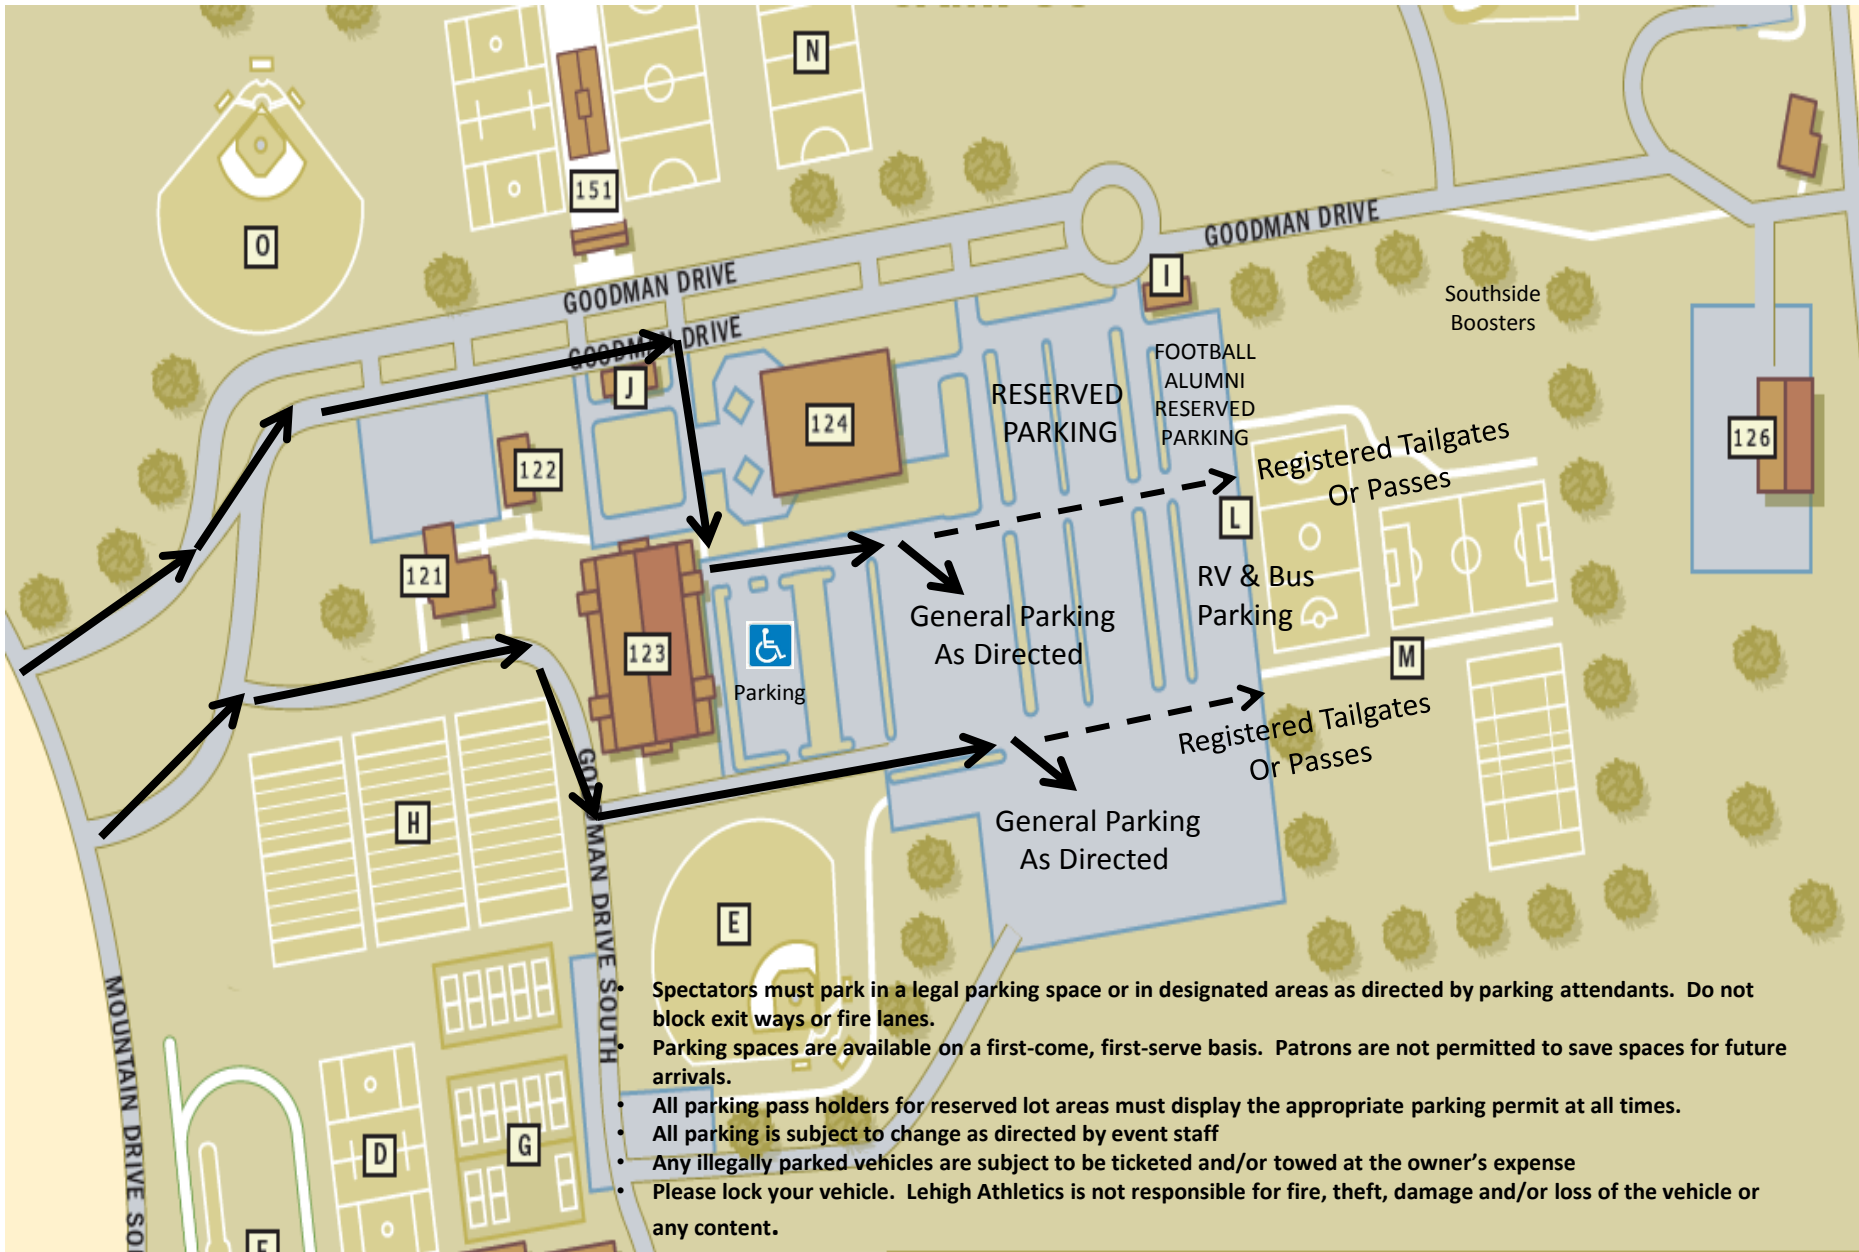 N
151
O
GOODMAN DRIVE
GOODMAN DRIVE
I
Southside
Boosters
DRIVE
J
FOOTBALL
ALUMNI
RESERVED
PARKING
RESERVED
PARKING
124
122
126
Registered Tailgates
Or Passes
L
121
RV & Bus
Parking
General Parking
As Directed
123
Parking
M
Registered Tailgates
Or Passes
H
General Parking
As Directed
GOODMAN DRIVE SOUTH
E
MOUNTAIN DRIVE SO
D
G
• Spectators must park in a legal parking space or in designated areas as directed by parking attendants. Do not
block exit ways or fire lanes.
• Parking spaces are available on a first-come, first-serve basis. Patrons are not permitted to save spaces for future
arrivals.
• All parking pass holders for reserved lot areas must display the appropriate parking permit at all times.
• All parking is subject to change as directed by event staff
• Any illegally parked vehicles are subject to be ticketed and/or towed at the owner’s expense
• Please lock your vehicle. Lehigh Athletics is not responsible for fire, theft, damage and/or loss of the vehicle or
any content.